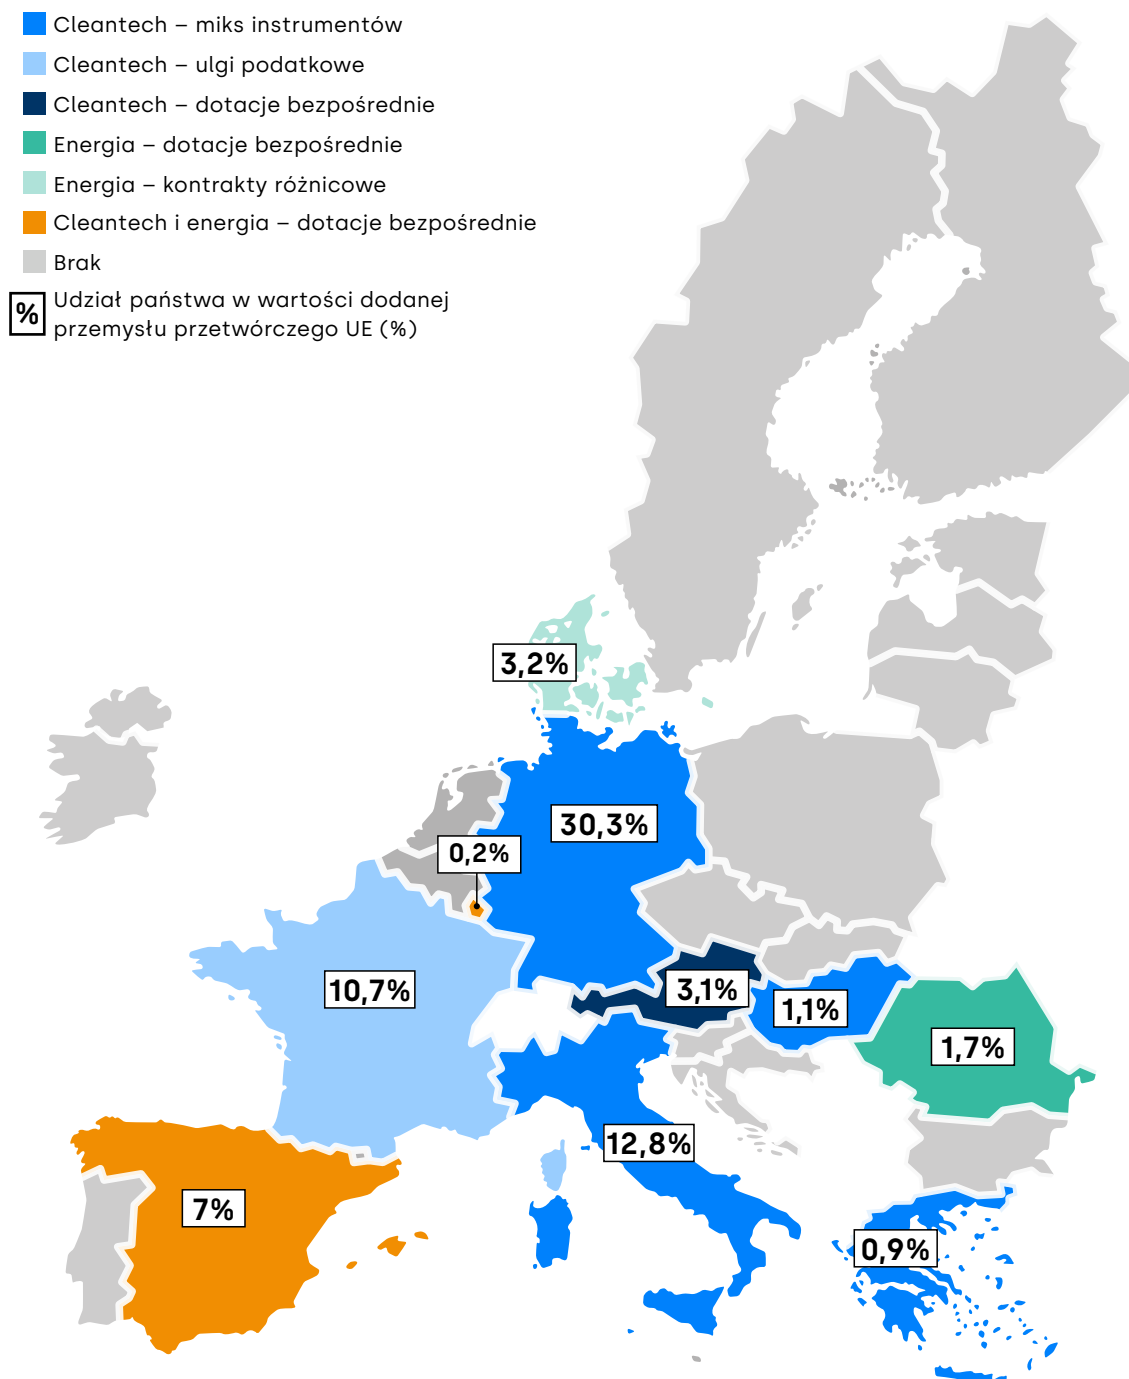 Cleantech – miks instrumentów
Cleantech – ulgi podatkowe
Cleantech – dotacje bezpośrednie
Energia – dotacje bezpośrednie
Energia – kontrakty różnicowe
Cleantech i energia – dotacje bezpośrednie
Brak
% Udział państwa w wartości dodanej
przemysłu przetwórczego UE (%)
3,2%
30,3%
0,2%
10,7%
3,1%
1,1%
1,7%
12,8%
7%
0,9%